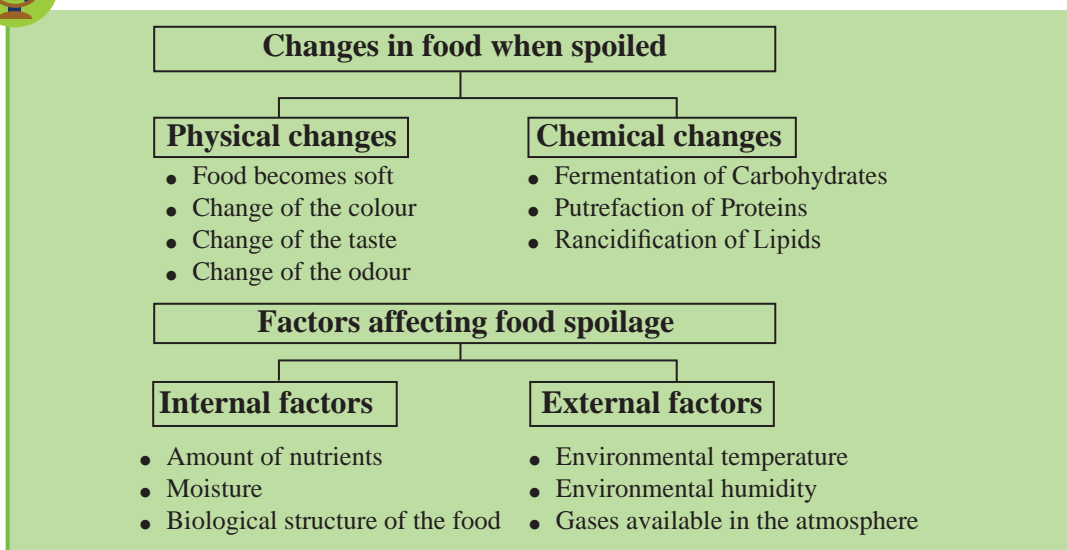 Changes in food when spoiled
Physical changes
• Food becomes soft
• Change of the colour
• Change of the taste
• Change of the odour
Chemical changes
• Fermentation of Carbohydrates
• Putrefaction of Proteins
• Rancidification of Lipids
Factors affecting food spoilage
Internal factors
• Amount of nutrients
• Moisture
• Biological structure of the food
External factors
• Environmental temperature
• Environmental humidity
• Gases available in the atmosphere